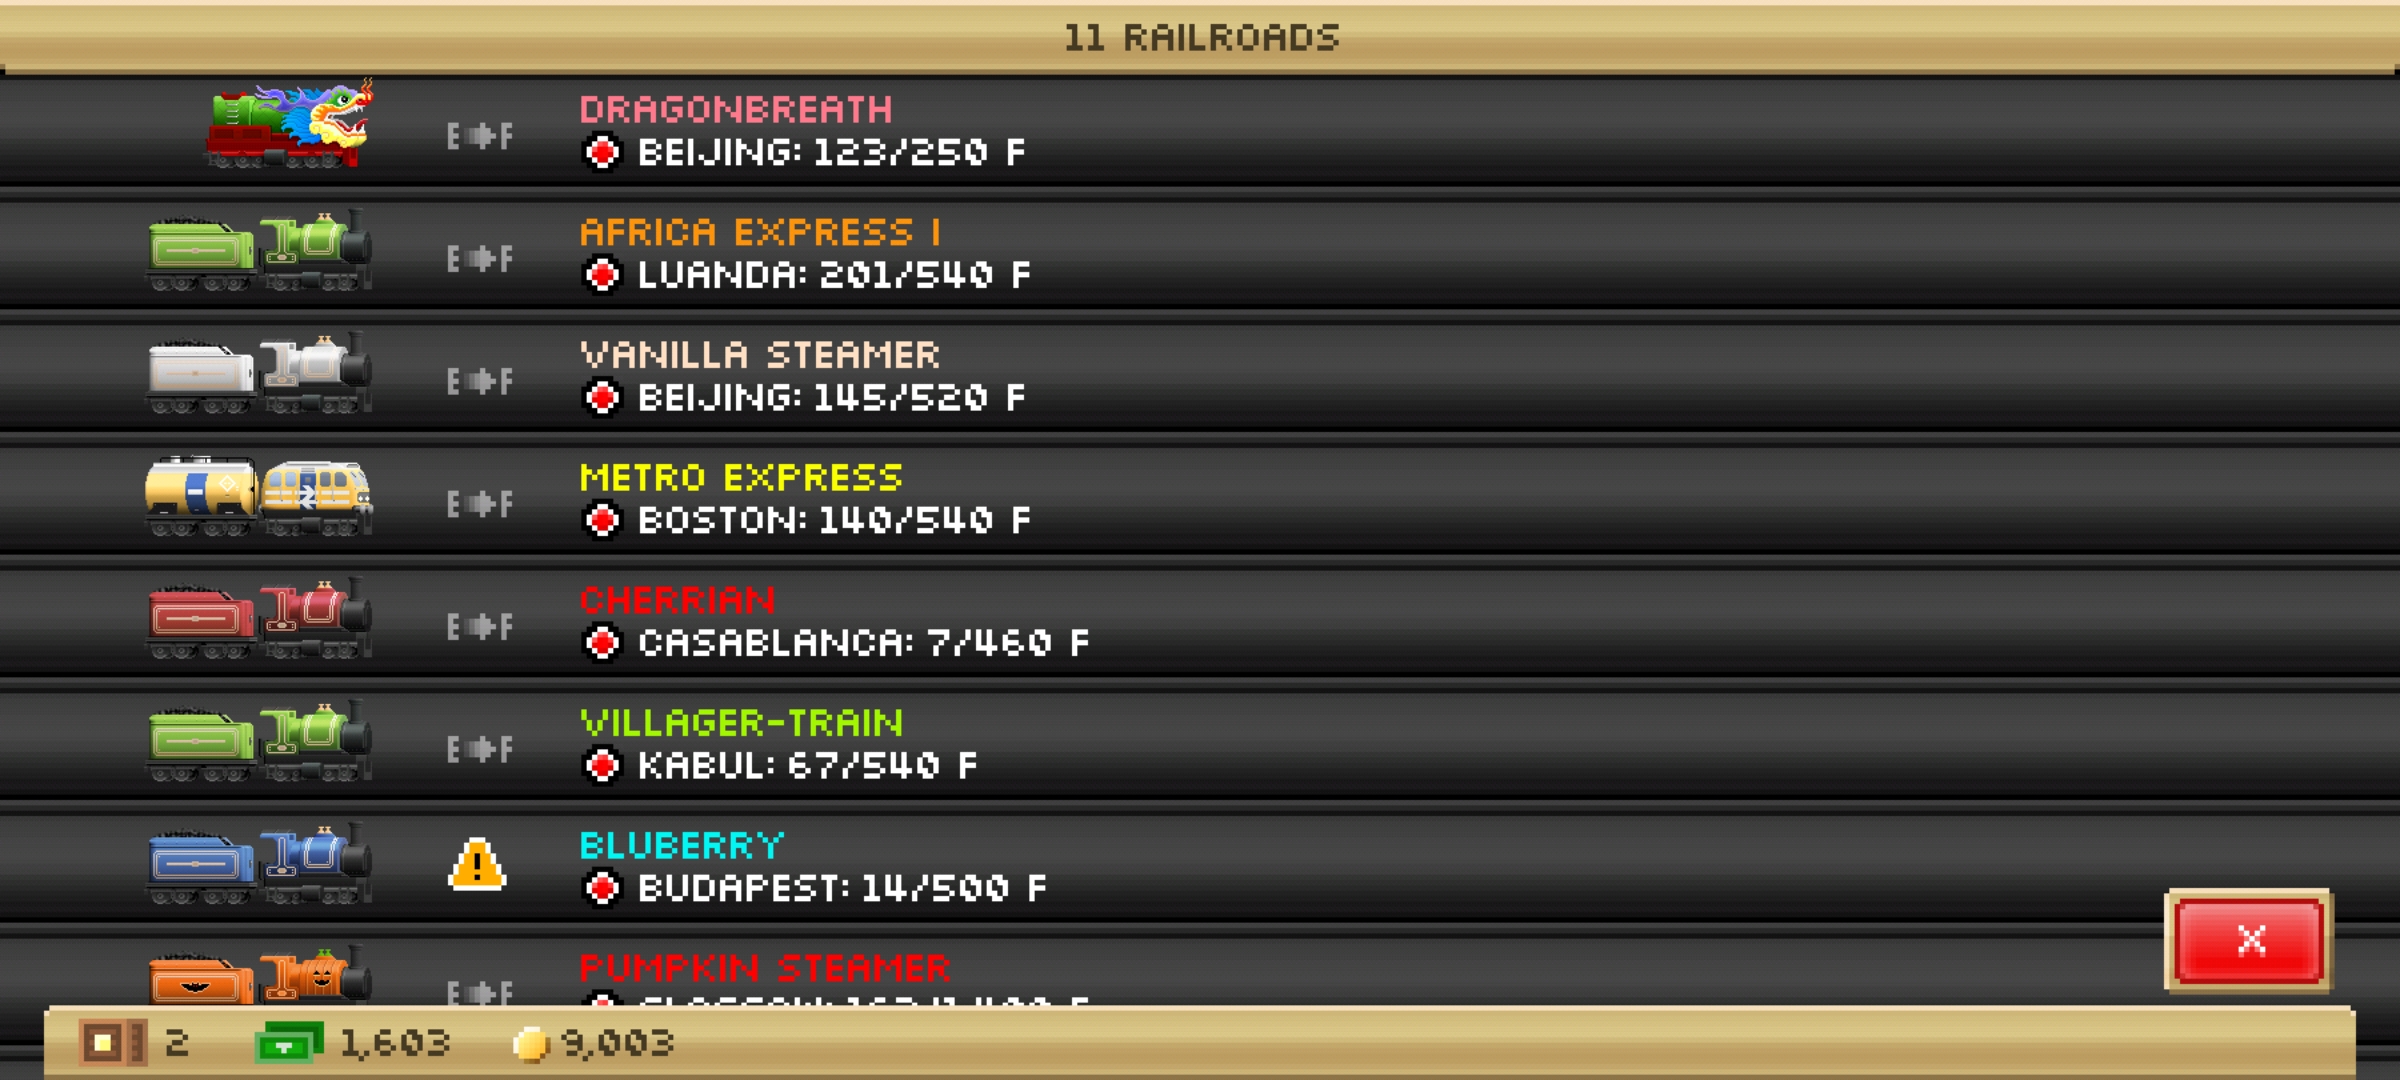 11 RAILROADS
DRAGONBREATH
E F
BEIJING: 123/250 F
AFRICA EXPRESS I
E F
LUANDA: 201/540 F
VANILLA STEAMER
E F
BEIJING: 145/520 F
METRO EXPRESS
E F
BOSTON: 140/540 F
CHERRIAN
E F
CASABLANCA: 7/460 F
VILLAGER-TRAIN
E F
KABUL: 67/540 F
BLUBERRY
!
BUDAPEST: 14/500 F
PUMPKIN STEAMER
E F
X
2 1,603 9,003